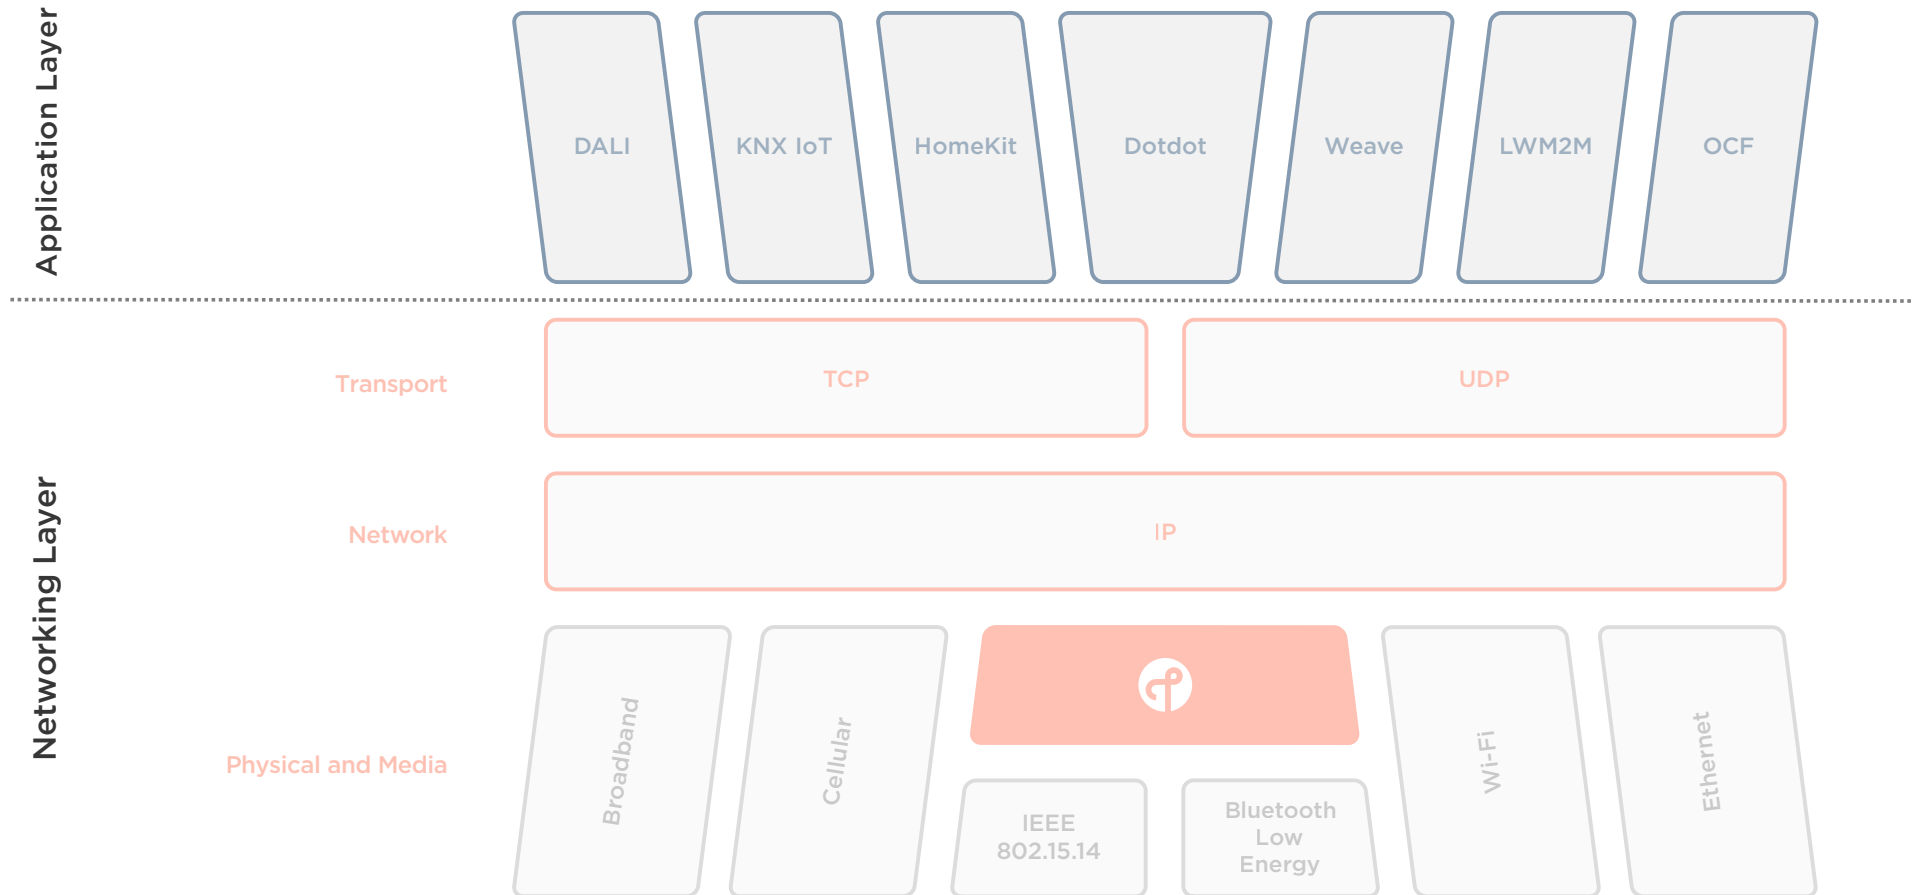 Application Layer
DALI
KNX IoT
HomeKit
Dotdot
Weave
LWM2M
OCF
Networking Layer
Transport
TCP
UDP
Network
IP
Physical and Media
Broadband
Cellular
Wi-Fi
Ethernet
IEEE
802.15.14
Bluetooth
Low
Energy